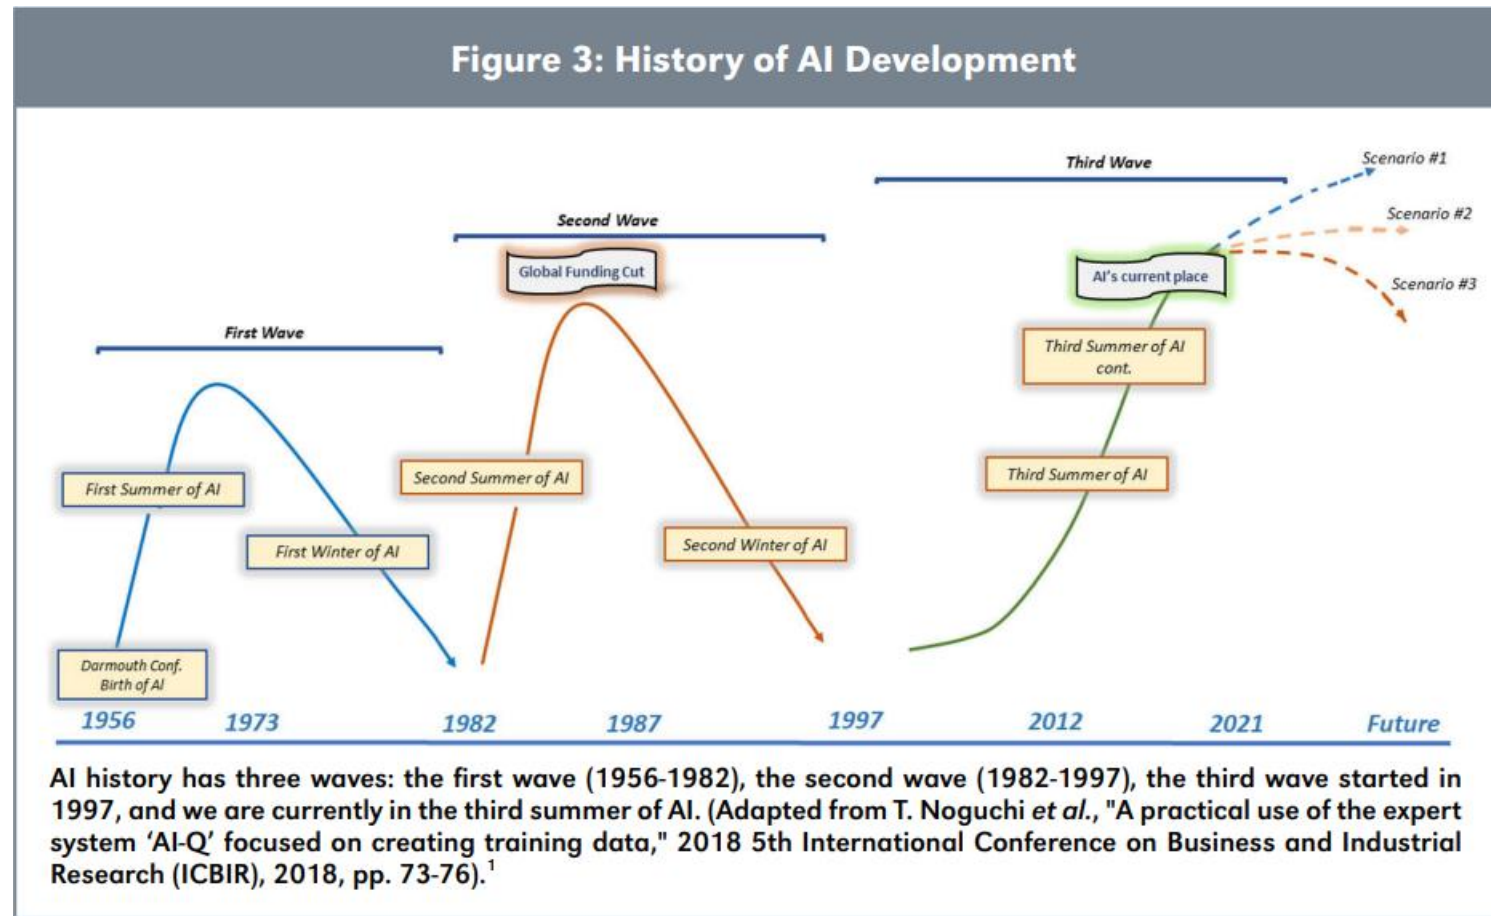 Figure 3: History of AI Development
Scenario #1
Third Wave
Scenario #2
Second Wave
Global Funding Cut
AI's current place
Scenario #3
First Wave
Third Summer of AI
cont.
First Summer of AI
Second Summer of AI
Third Summer of AI
First Winter of AI
Second Winter of AI
Darmouth Conf.
Birth of AI
1956 1973 1982 1987 1997 2012 2021 Future
AI history has three waves: the first wave (1956-1982), the second wave (1982-1997), the third wave started in
1997, and we are currently in the third summer of AI. (Adapted from T. Noguchi et al., "A practical use of the expert
system ‘AI-Q’ focused on creating training data," 2018 5th International Conference on Business and Industrial
Research (ICBIR), 2018, pp. 73-76).¹